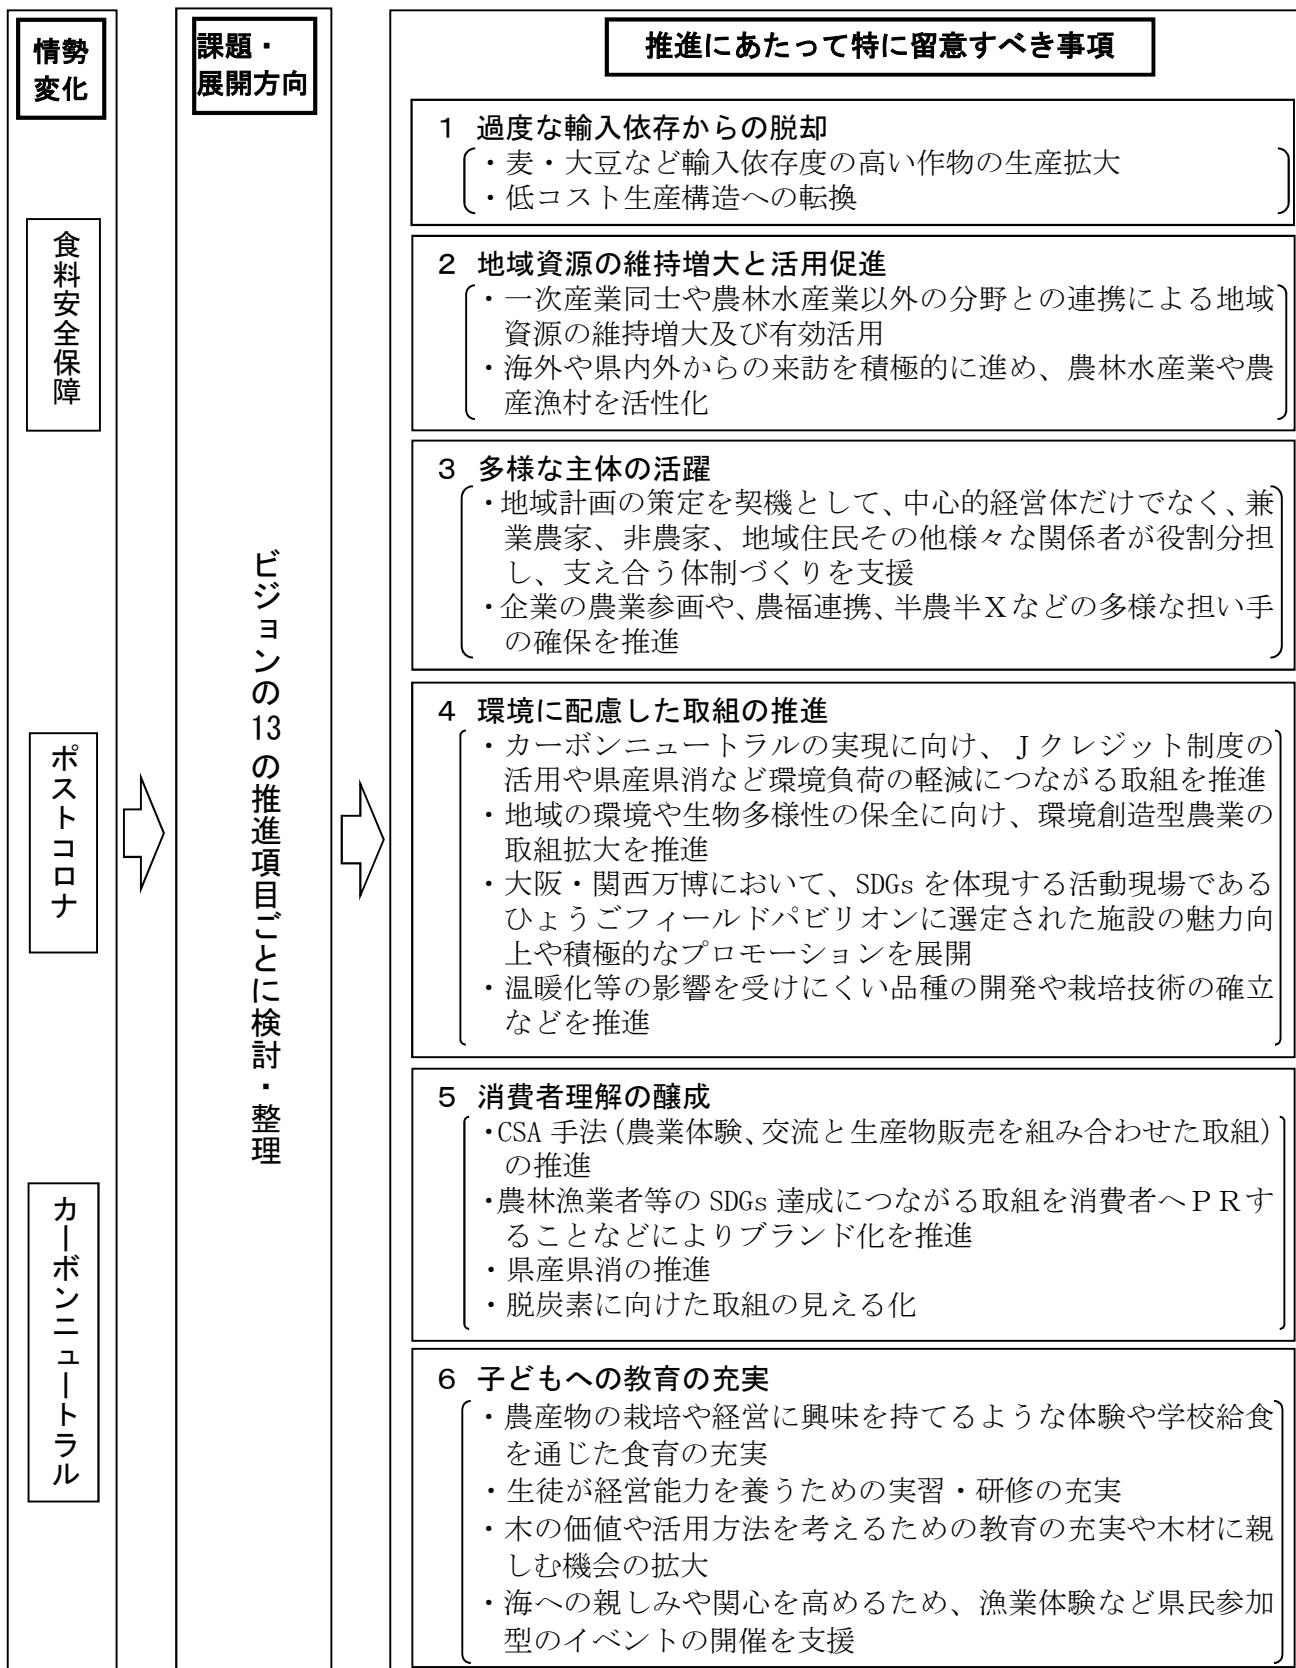 情勢
変化
食料安全保障
ポストコロナ
カーボンニュートラル
課題・
展開方向
ビジョンの13の推進項目ごとに検討・整理
推進にあたって特に留意すべき事項
１ 過度な輸入依存からの脱却
・麦・大豆など輸入依存度の高い作物の生産拡大
・低コスト生産構造への転換
２ 地域資源の維持増大と活用促進
・一次産業同士や農林水産業以外の分野との連携による地域
資源の維持増大及び有効活用
・海外や県内外からの来訪を積極的に進め、農林水産業や農
産漁村を活性化
３ 多様な主体の活躍
・地域計画の策定を契機として、中心的経営体だけでなく、兼
業農家、非農家、地域住民その他様々な関係者が役割分担
し、支え合う体制づくりを支援
・企業の農業参画や、農福連携、半農半Ｘなどの多様な担い手
の確保を推進
４ 環境に配慮した取組の推進
・カーボンニュートラルの実現に向け、Ｊクレジット制度の
活用や県産県消など環境負荷の軽減につながる取組を推進
・地域の環境や生物多様性の保全に向け、環境創造型農業の
取組拡大を推進
・大阪・関西万博において、SDGs を体現する活動現場である
ひょうごフィールドパビリオンに選定された施設の魅力向
上や積極的なプロモーションを展開
・温暖化等の影響を受けにくい品種の開発や栽培技術の確立
などを推進
５ 消費者理解の醸成
・CSA 手法(農業体験、交流と生産物販売を組み合わせた取組)
の推進
・農林漁業者等の SDGs 達成につながる取組を消費者へＰＲす
ることなどによりブランド化を推進
・県産県消の推進
・脱炭素に向けた取組の見える化
６ 子どもへの教育の充実
・農産物の栽培や経営に興味を持てるような体験や学校給食
を通じた食育の充実
・生徒が経営能力を養うための実習・研修の充実
・木の価値や活用方法を考えるための教育の充実や木材に親
しむ機会の拡大
・海への親しみや関心を高めるため、漁業体験など県民参加
型のイベントの開催を支援